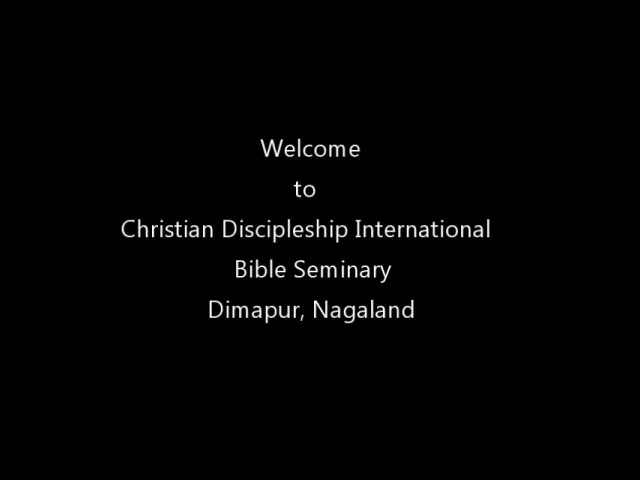 Welcome
to
Christian Discipleship International
Bible Seminary
Dimapur, Nagaland